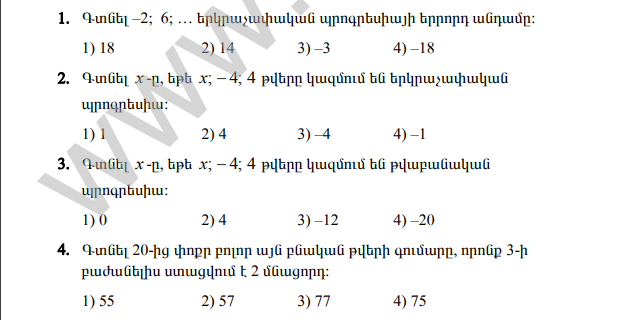 1. Գտնել –2; 6; … երկրաչափական պրոգրեսիայի երրորդ անդամը:
1) 18 2) 14 3) –3 4) –18
2. Գտնել x-ը, եթե x; – 4; 4 թվերը կազմում են երկրաչափական
պրոգրեսիա:
1) 1 2) 4 3) –4 4) –1
3. Գտնել x-ը, եթե x; – 4; 4 թվերը կազմում են թվաբանական
պրոգրեսիա:
1) 0 2) 4 3) –12 4) –20
4. Գտնել 20-ից փոքր բոլոր այն բնական թվերի գումարը, որոնք 3-ի
բաժանելիս ստացվում է 2 մնացորդ:
1) 55 2) 57 3) 77 4) 75
WWW.